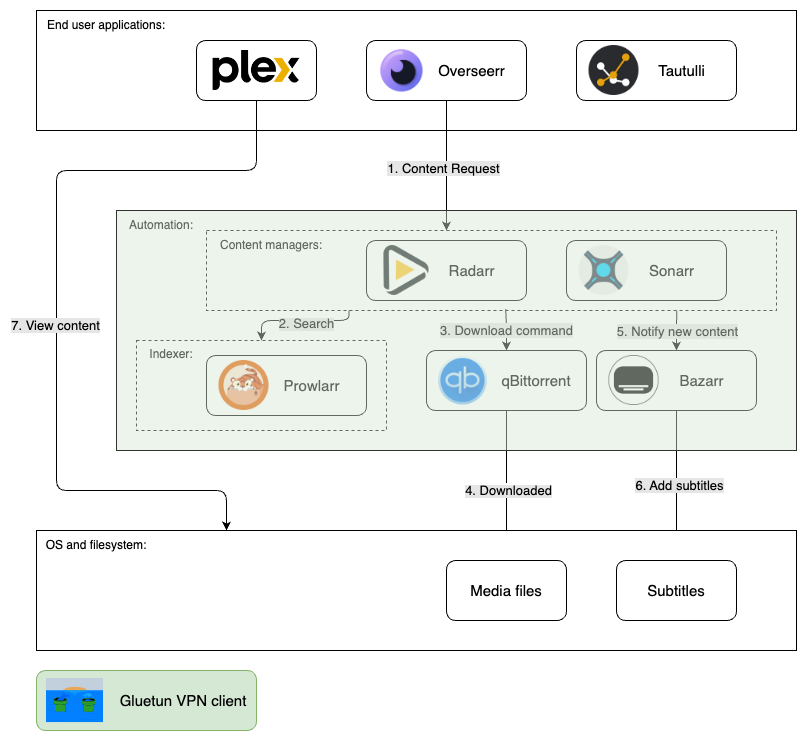 End user applications:
plex
Overseerr
Tautulli
1. Content Request
Automation:
Content managers:
Radarr
Sonarr
7. View content
2. Search
3. Download command
5. Notify new content
Indexer:
Prowlarr
qb
qBittorrent
Bazarr
4. Downloaded
6. Add subtitles
OS and filesystem:
Media files
Subtitles
Gluetun VPN client